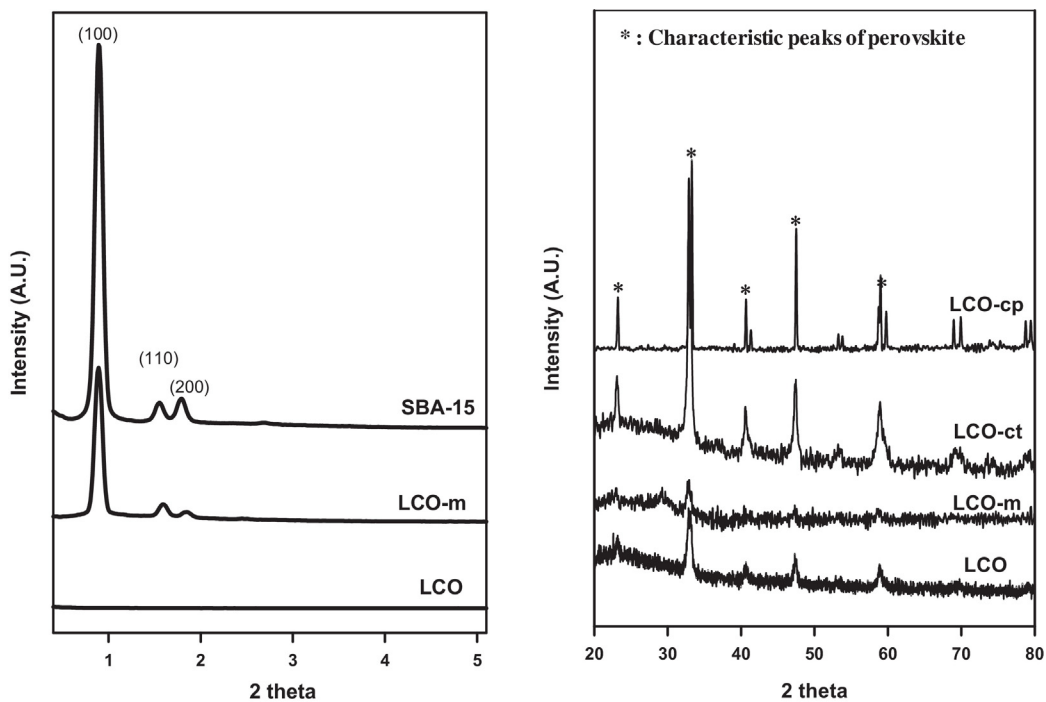 (100)
(110)
(200)
SBA-15
LCO-m
LCO
Intensity (A.U.)
1 2 3 4 5
2 theta
* : Characteristic peaks of perovskite
*
*
*
*
*
LCO-cp
LCO-ct
LCO-m
LCO
Intensity (A.U.)
20 30 40 50 60 70 80
2 theta